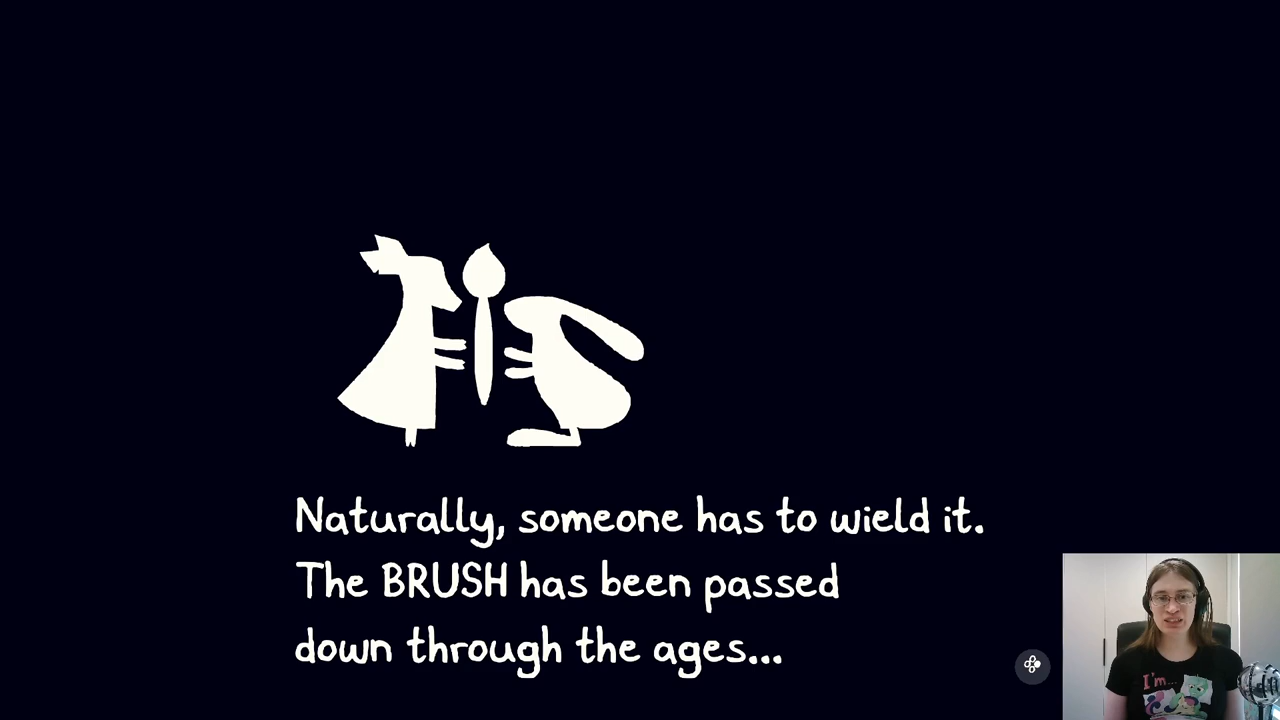 Naturally, someone has to wield it.
The BRUSH has been passed
down through the ages...
I'm...